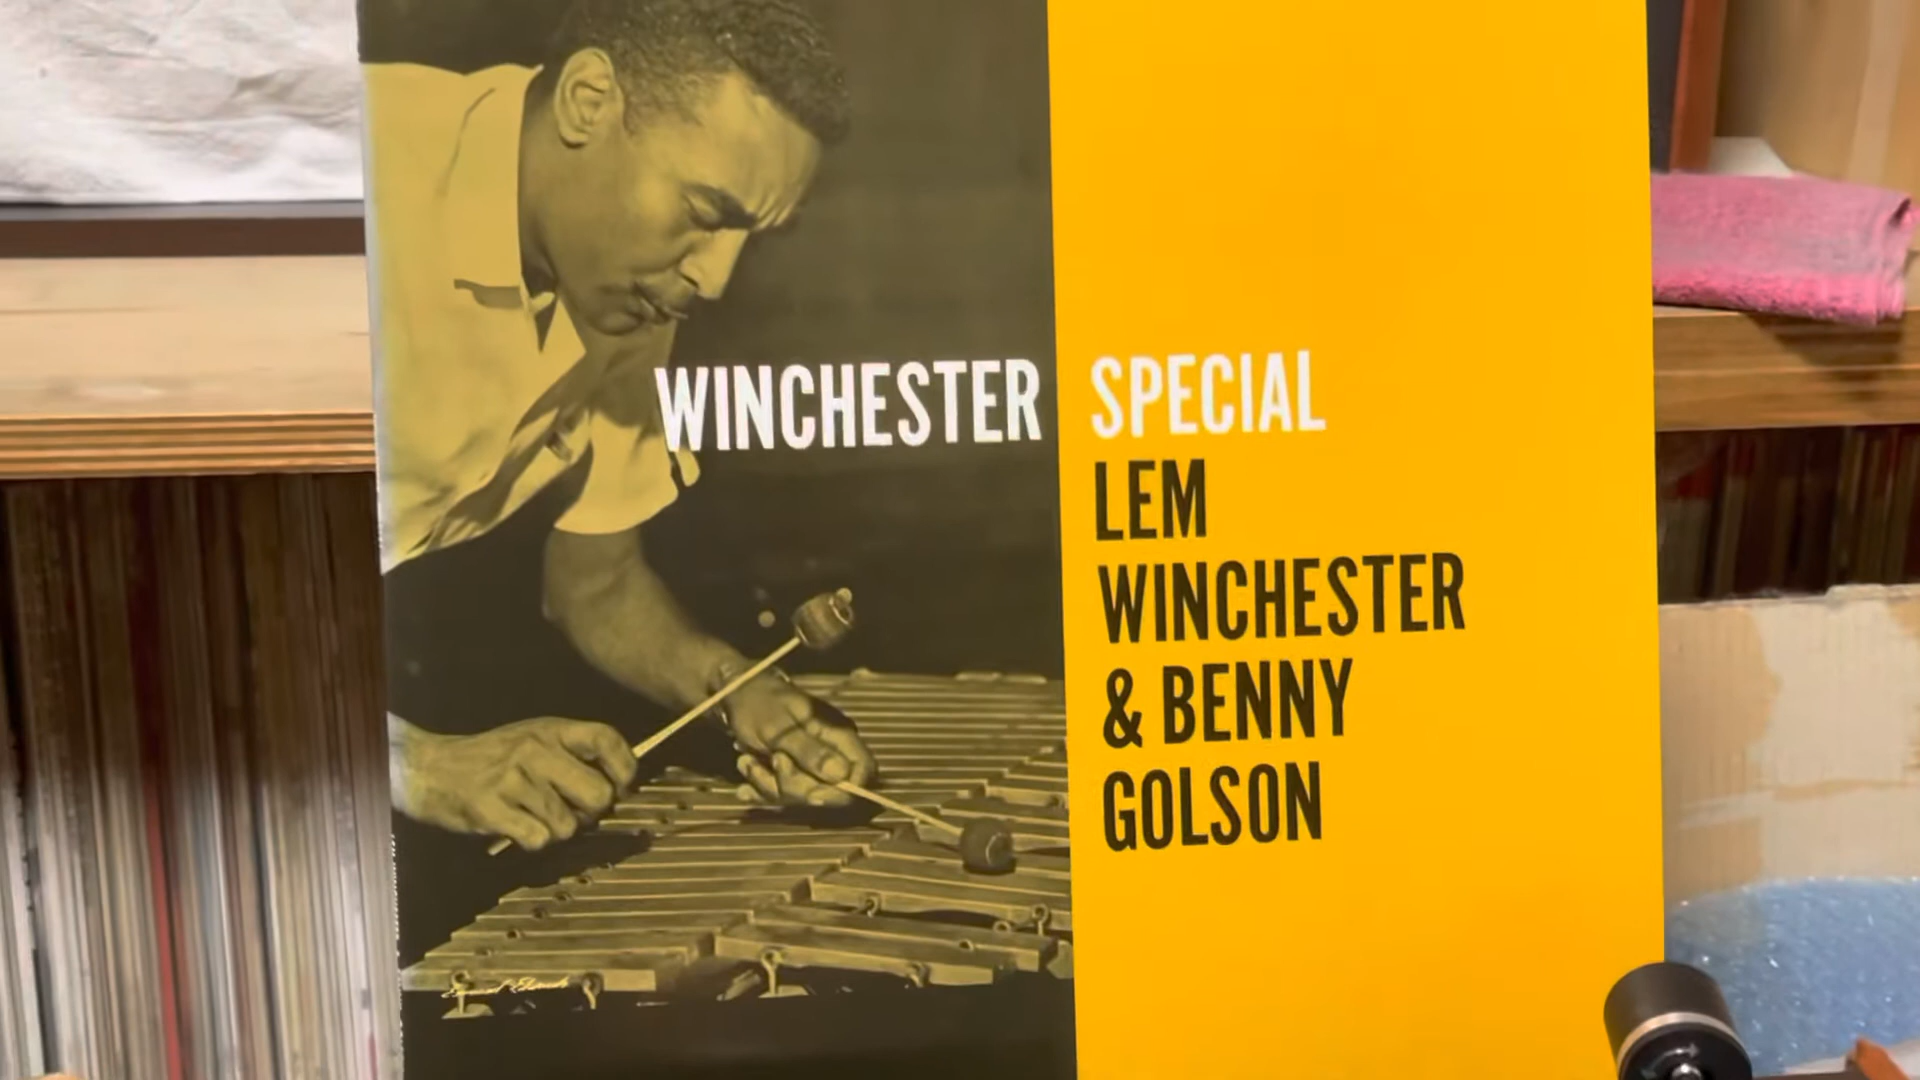 WINCHESTER SPECIAL
LEM
WINCHESTER
& BENNY
GOLSON